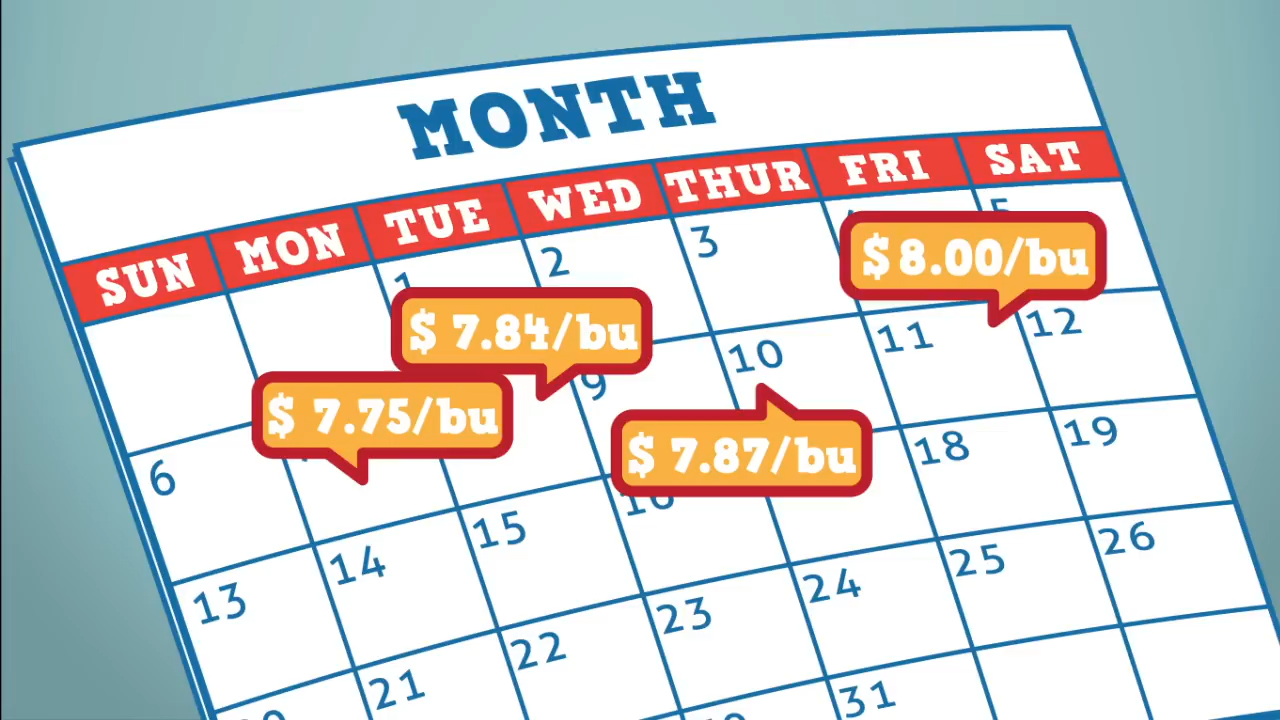 MONTH
SUN MON TUE WED THUR FRI SAT
1 2 3 5
$ 8.00/bu
$ 7.84/bu
$ 7.75/bu
$ 7.87/bu
6 9 10 11 12
13 14 15 16 18 19
21 22 23 24 25 26
31